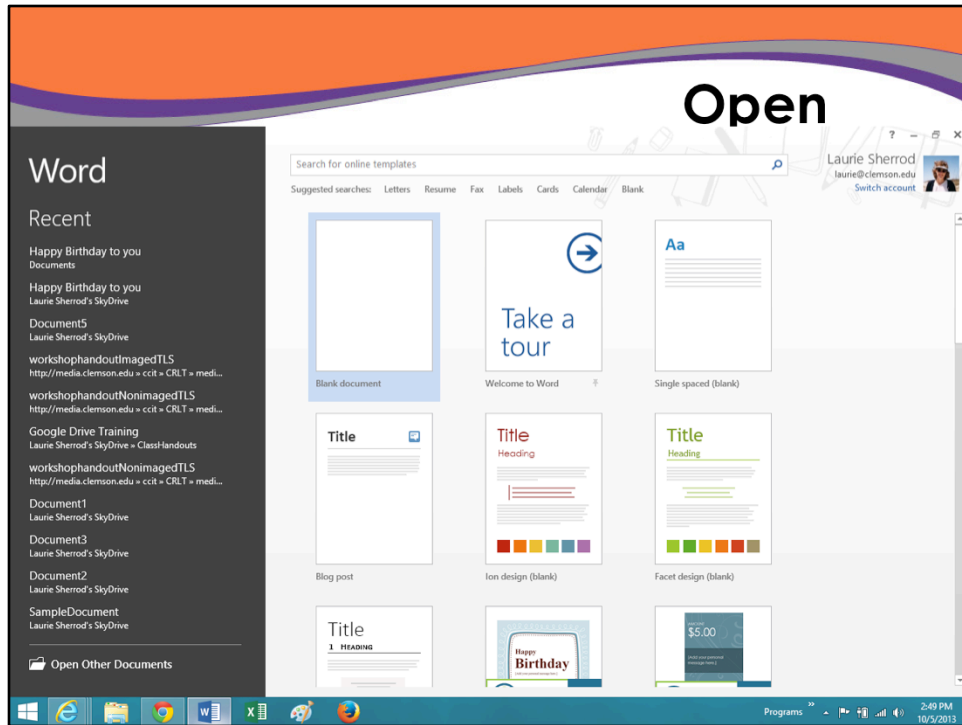 Open
?
Word
Search for online templates
Laurie Sherrod
laurie@clemson.edu
Switch account
Suggested searches: Letters Resume Fax Labels Cards Calendar Blank
Recent
Happy Birthday to you
Documents
Happy Birthday to you
Laurie Sherrod's SkyDrive
Document5
Laurie Sherrod's SkyDrive
workshophandoutImagedTLS
http://media.clemson.edu » ccit » CRLT » medi...
workshophandoutNonimagedTLS
http://media.clemson.edu » ccit » CRLT » medi...
Google Drive Training
Laurie Sherrod's SkyDrive » ClassHandouts
workshophandoutNonimagedTLS
http://media.clemson.edu » ccit » CRLT » medi...
Document1
Laurie Sherrod's SkyDrive
Document3
Laurie Sherrod's SkyDrive
Document2
Laurie Sherrod's SkyDrive
SampleDocument
Laurie Sherrod's SkyDrive
Open Other Documents
Take a
tour
Aa
Blank document
Welcome to Word
Single spaced (blank)
Title
Title
Heading
Title
Heading
Blog post
Ion design (blank)
Facet design (blank)
Title
1 HEADING
Happy
Birthday
$5.00
Programs
2:49 PM
10/5/2013